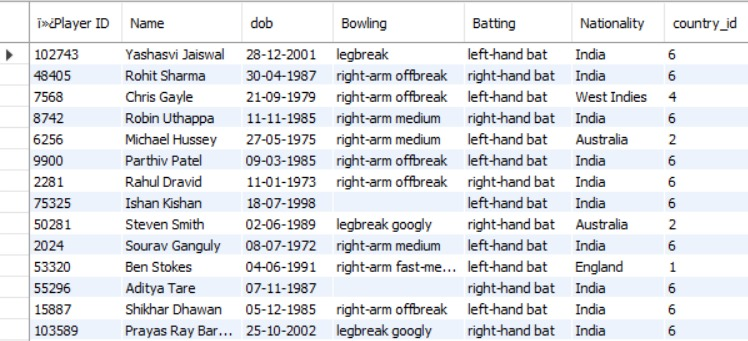 ï»¿Player ID Name dob Bowling Batting Nationality country_id
102743 Yashasvi Jaiswal 28-12-2001 legbreak left-hand bat India 6
48405 Rohit Sharma 30-04-1987 right-arm offbreak right-hand bat India 6
7568 Chris Gayle 21-09-1979 right-arm offbreak left-hand bat West Indies 4
8742 Robin Uthappa 11-11-1985 right-arm medium right-hand bat India 6
6256 Michael Hussey 27-05-1975 right-arm medium left-hand bat Australia 2
9900 Parthiv Patel 09-03-1985 right-arm offbreak left-hand bat India 6
2281 Rahul Dravid 11-01-1973 right-arm offbreak right-hand bat India 6
75325 Ishan Kishan 18-07-1998 left-hand bat India 6
50281 Steven Smith 02-06-1989 legbreak googly right-hand bat Australia 2
2024 Sourav Ganguly 08-07-1972 right-arm medium left-hand bat India 6
53320 Ben Stokes 04-06-1991 right-arm fast-me... left-hand bat England 1
55296 Aditya Tare 07-11-1987 right-hand bat India 6
15887 Shikhar Dhawan 05-12-1985 right-arm offbreak left-hand bat India 6
103589 Prayas Ray Bar... 25-10-2002 legbreak googly right-hand bat India 6